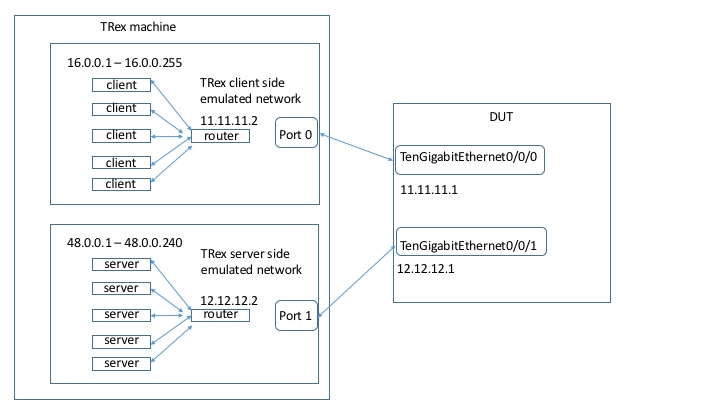 TRex machine
16.0.0.1 – 16.0.0.255
client
client
client
client
client
TRex client side
emulated network
11.11.11.2
router
Port 0
48.0.0.1 – 48.0.0.240
server
server
server
server
server
TRex server side
emulated network
12.12.12.2
router
Port 1
DUT
TenGigabitEthernet0/0/0
11.11.11.1
TenGigabitEthernet0/0/1
12.12.12.1